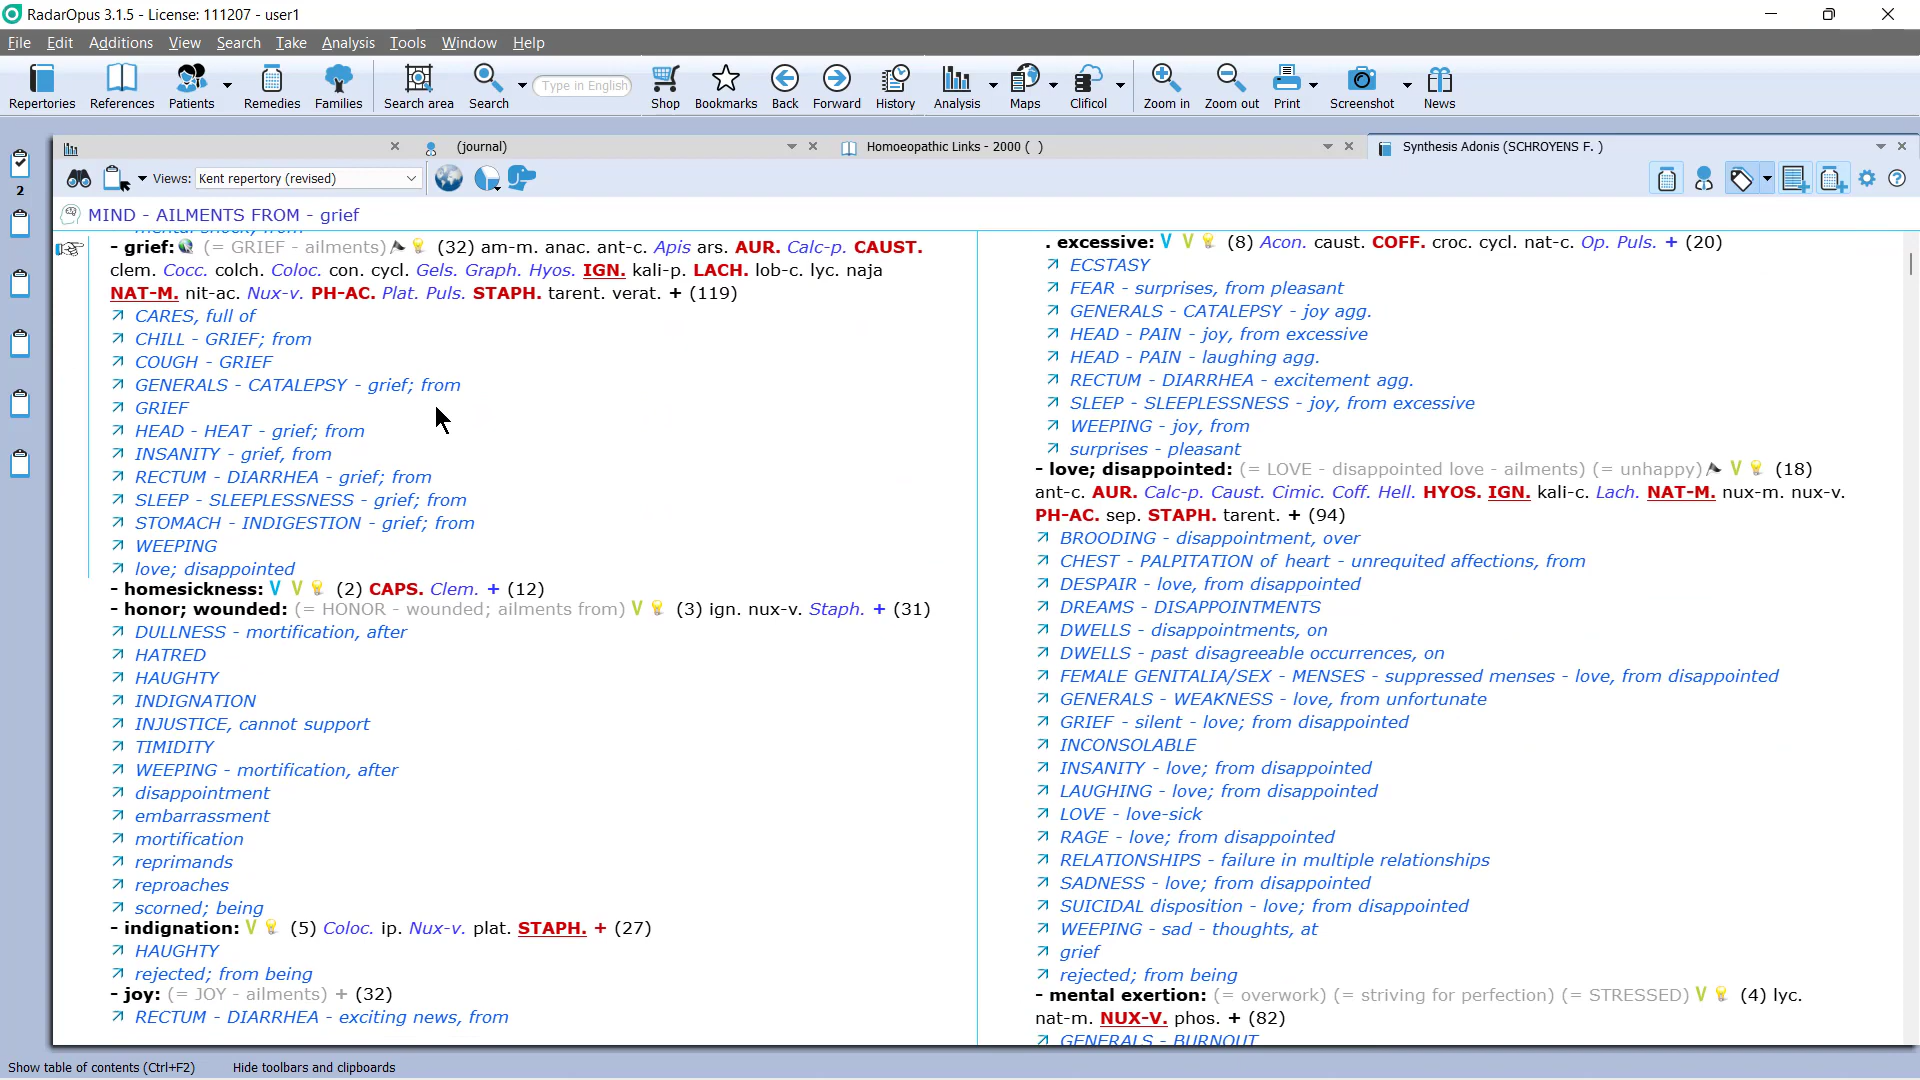 RadarOpus 3.1.5 - License: 111207 - user1
File Edit Additions View Search Take Analysis Tools Window Help
Repertories References Patients Remedies Families Search area Search Type in English Shop Bookmarks Back Forward History Analysis Maps Clificol Zoom in Zoom out Print Screenshot News
(journal) Homoeopathic Links - 2000 ( ) Synthesis Adonis (SCHROYENS F. )
2
Views: Kent repertory (revised)
MIND - AILMENTS FROM - grief
mental shock; from
- grief: (= GRIEF - ailments) (32) am-m. anac. ant-c. Apis ars. AUR. Calc-p. CAUST.
clem. Cocc. colch. Coloc. con. cycl. Gels. Graph. Hyos. IGN. kali-p. LACH. lob-c. lyc. naja
NAT-M. nit-ac. Nux-v. PH-AC. Plat. Puls. STAPH. tarent. verat. + (119)
CARES, full of
CHILL - GRIEF; from
COUGH - GRIEF
GENERALS - CATALEPSY - grief; from
GRIEF
HEAD - HEAT - grief; from
INSANITY - grief, from
RECTUM - DIARRHEA - grief; from
SLEEP - SLEEPLESSNESS - grief; from
STOMACH - INDIGESTION - grief; from
WEEPING
love; disappointed
- homesickness: V V (2) CAPS. Clem. + (12)
- honor; wounded: (= HONOR - wounded; ailments from) V (3) ign. nux-v. Staph. + (31)
DULLNESS - mortification, after
HATRED
HAUGHTY
INDIGNATION
INJUSTICE, cannot support
TIMIDITY
WEEPING - mortification, after
disappointment
embarrassment
mortification
reprimands
reproaches
scorned; being
- indignation: V (5) Coloc. ip. Nux-v. plat. STAPH. + (27)
HAUGHTY
rejected; from being
- joy: (= JOY - ailments) + (32)
RECTUM - DIARRHEA - exciting news, from
. excessive: V V (8) Acon. caust. COFF. croc. cycl. nat-c. Op. Puls. + (20)
ECSTASY
FEAR - surprises, from pleasant
GENERALS - CATALEPSY - joy agg.
HEAD - PAIN - joy, from excessive
HEAD - PAIN - laughing agg.
RECTUM - DIARRHEA - excitement agg.
SLEEP - SLEEPLESSNESS - joy, from excessive
WEEPING - joy, from
surprises - pleasant
- love; disappointed: (= LOVE - disappointed love - ailments) (= unhappy) V (18)
ant-c. AUR. Calc-p. Caust. Cimic. Coff. Hell. HYOS. IGN. kali-c. Lach. NAT-M. nux-m. nux-v.
PH-AC. sep. STAPH. tarent. + (94)
BROODING - disappointment, over
CHEST - PALPITATION of heart - unrequited affections, from
DESPAIR - love, from disappointed
DREAMS - DISAPPOINTMENTS
DWELLS - disappointments, on
DWELLS - past disagreeable occurrences, on
FEMALE GENITALIA/SEX - MENSES - suppressed menses - love, from disappointed
GENERALS - WEAKNESS - love, from unfortunate
GRIEF - silent - love; from disappointed
INCONSOLABLE
INSANITY - love; from disappointed
LAUGHING - love; from disappointed
LOVE - love-sick
RAGE - love; from disappointed
RELATIONSHIPS - failure in multiple relationships
SADNESS - love; from disappointed
SUICIDAL disposition - love; from disappointed
WEEPING - sad - thoughts, at
grief
rejected; from being
- mental exertion: (= overwork) (= striving for perfection) (= STRESSED) V (4) lyc.
nat-m. NUX-V. phos. + (82)
GENERALS - BURNOUT
Show table of contents (Ctrl+F2) Hide toolbars and clipboards